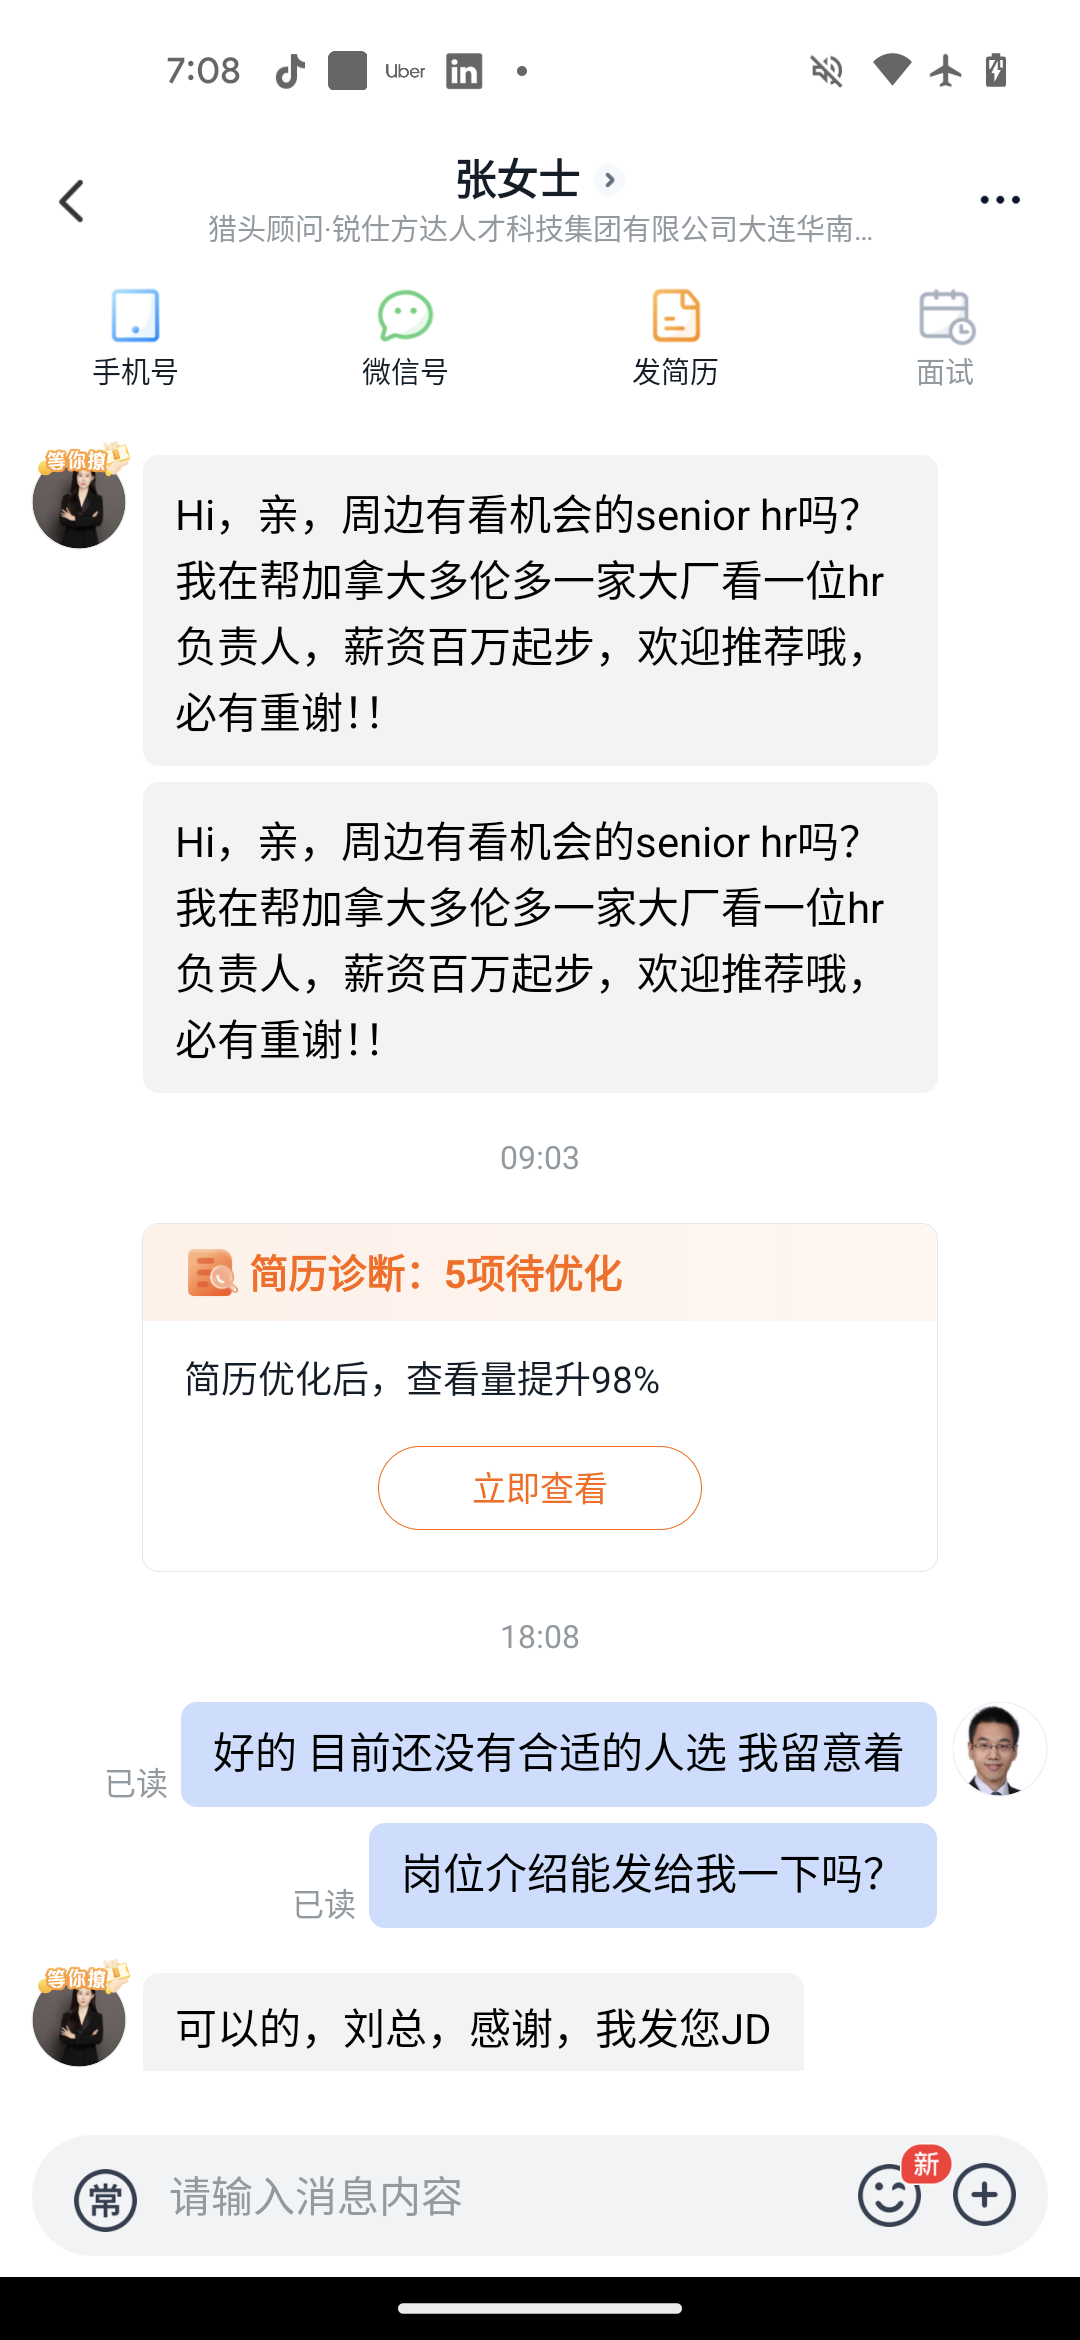 7:08
Uber
in
张女士
猎头顾问·锐仕方达人才科技集团有限公司大连华南...
手机号
微信号
发简历
面试
等你撩
Hi，亲，周边有看机会的senior hr吗？
我在帮加拿大多伦多一家大厂看一位hr
负责人，薪资百万起步，欢迎推荐哦，
必有重谢！！
Hi，亲，周边有看机会的senior hr吗？
我在帮加拿大多伦多一家大厂看一位hr
负责人，薪资百万起步，欢迎推荐哦，
必有重谢！！
09:03
简历诊断：5项待优化
简历优化后，查看量提升98%
立即查看
18:08
好的 目前还没有合适的人选 我留意着
已读
岗位介绍能发给我一下吗？
已读
等你撩
可以的，刘总，感谢，我发您JD
常
请输入消息内容
新